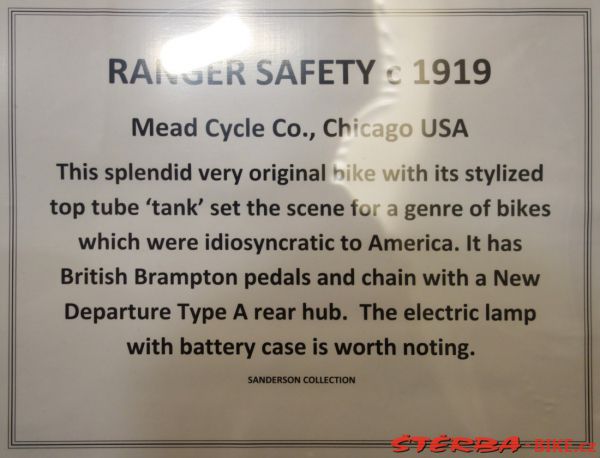 RANGER SAFETY c 1919
Mead Cycle Co., Chicago USA
This splendid very original bike with its stylized
top tube ‘tank’ set the scene for a genre of bikes
which were idiosyncratic to America. It has
British Brampton pedals and chain with a New
Departure Type A rear hub.  The electric lamp
with battery case is worth noting.
SANDERSON COLLECTION
ŠTĚRBA-BIKE.cz